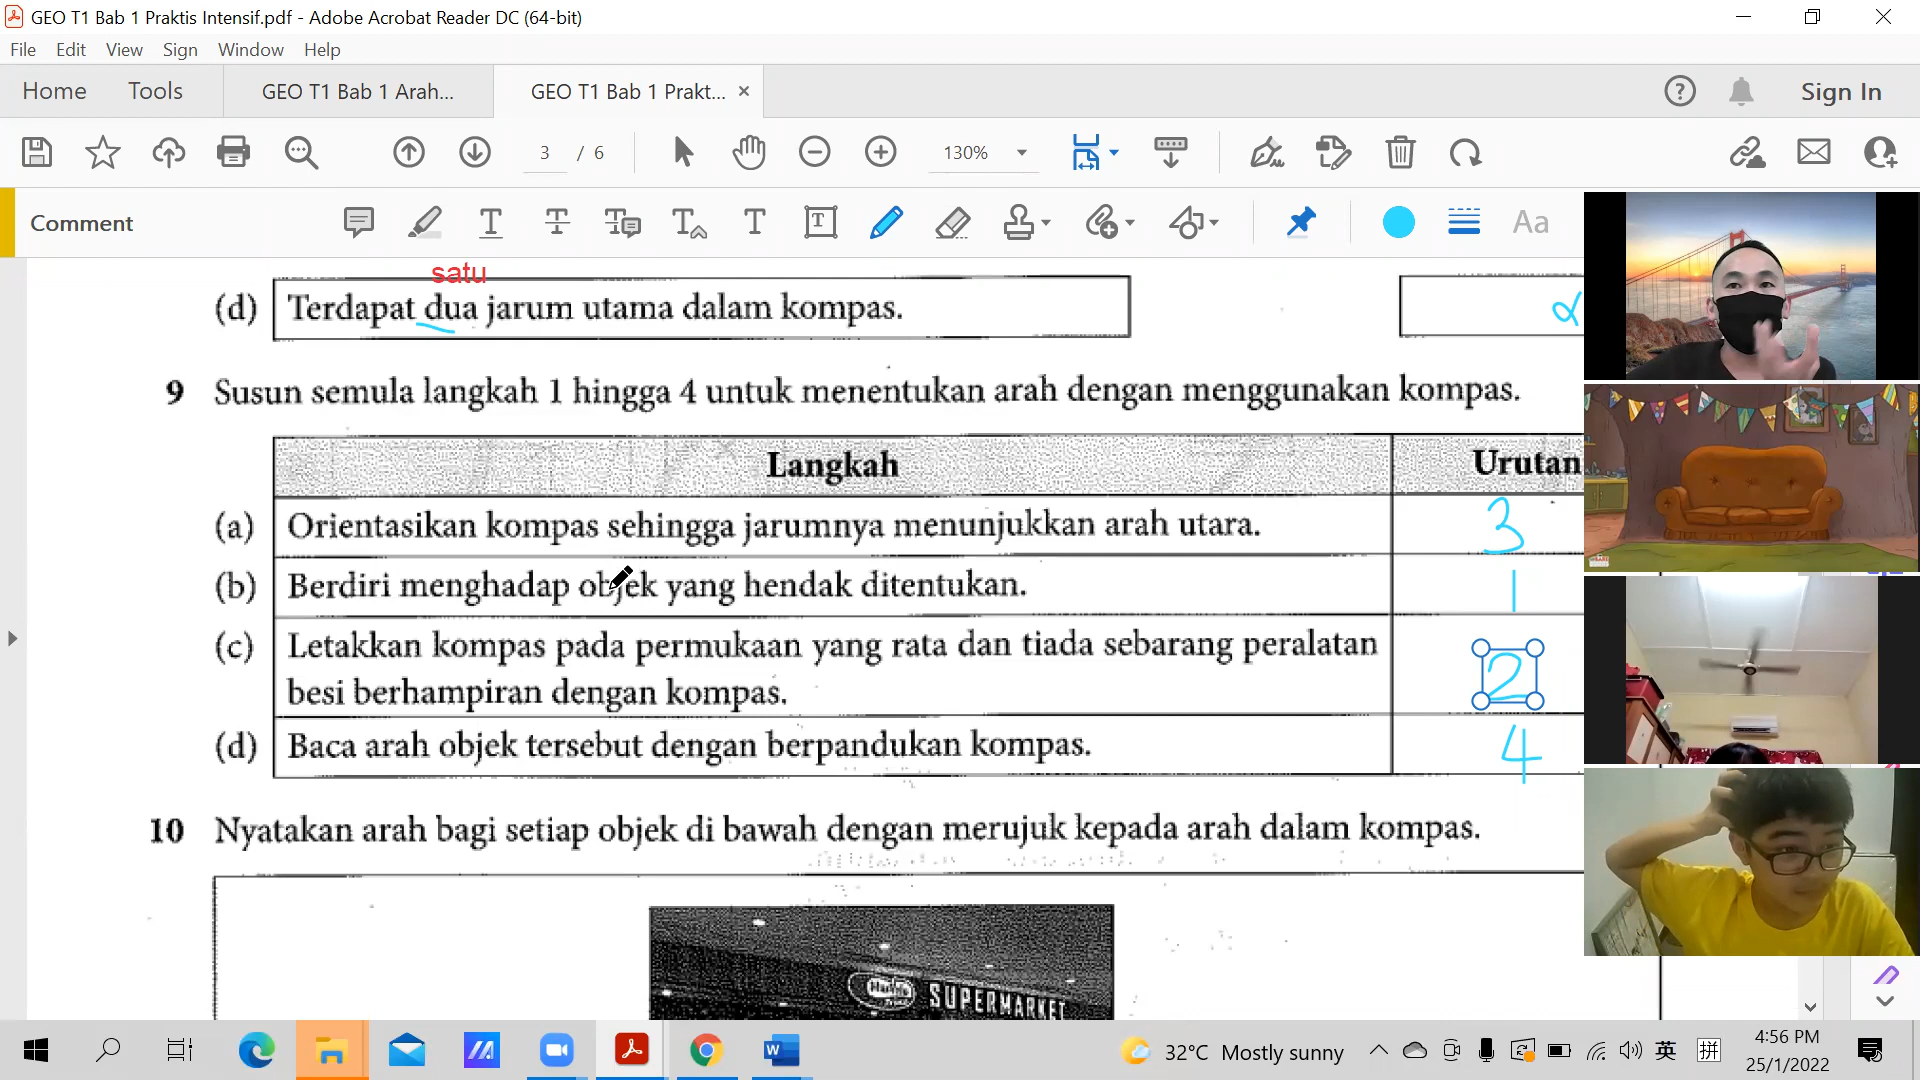 GEO T1 Bab 1 Praktis Intensif.pdf - Adobe Acrobat Reader DC (64-bit)
File Edit View Sign Window Help
Home Tools GEO T1 Bab 1 Arah... GEO T1 Bab 1 Prakt... × Sign In
3 / 6 130%
Comment Aa
satu
(d) Terdapat dua jarum utama dalam kompas.
9 Susun semula langkah 1 hingga 4 untuk menentukan arah dengan menggunakan kompas.
Langkah Urutan
(a) Orientasikan kompas sehingga jarumnya menunjukkan arah utara. 3
(b) Berdiri menghadap objek yang hendak ditentukan. 1
(c) Letakkan kompas pada permukaan yang rata dan tiada sebarang peralatan
besi berhampiran dengan kompas. 2
(d) Baca arah objek tersebut dengan berpandukan kompas. 4
10 Nyatakan arah bagi setiap objek di bawah dengan merujuk kepada arah dalam kompas.
SUPERMARKET
32°C Mostly sunny 英 拼 4:56 PM
25/1/2022